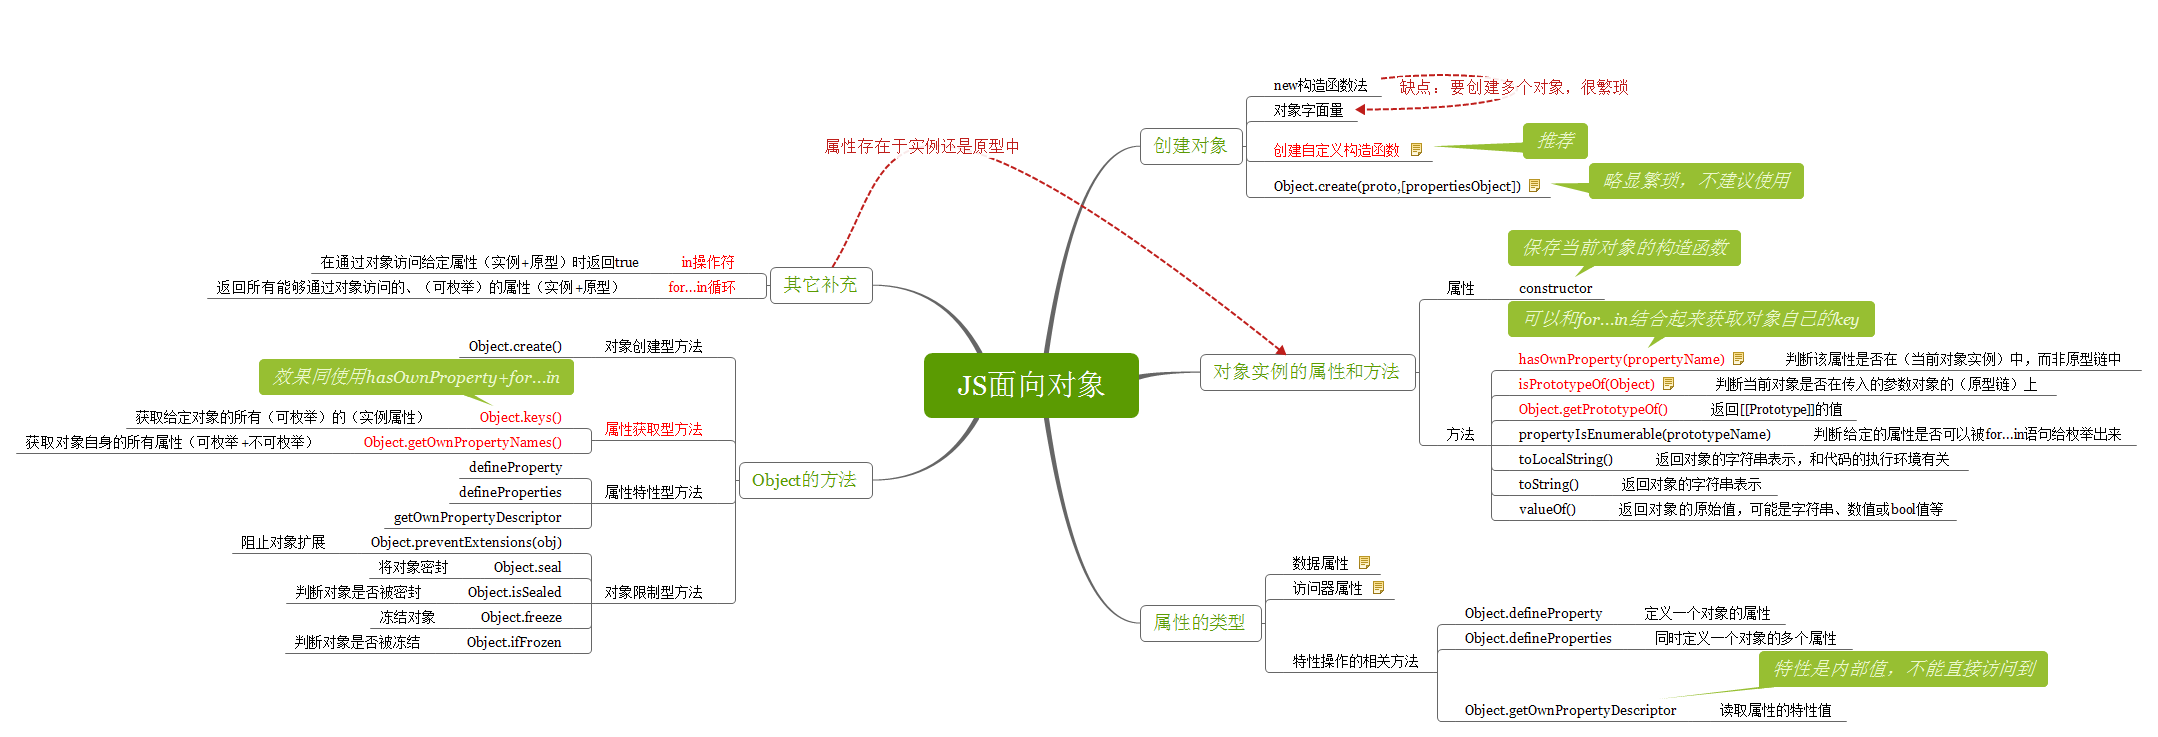 JS面向对象
创建对象
new构造函数法
缺点：要创建多个对象，很繁琐
对象字面量
创建自定义构造函数
推荐
Object.create(proto,[propertiesObject])
略显繁琐，不建议使用
属性存在于实例还是原型中
对象实例的属性和方法
属性
constructor
保存当前对象的构造函数
方法
可以和for...in结合起来获取对象自己的key
hasOwnProperty(propertyName) 判断该属性是否在（当前对象实例）中，而非原型链中
isPrototypeOf(Object) 判断当前对象是否在传入的参数对象的（原型链）上
Object.getPrototypeOf() 返回[[Prototype]]的值
propertyIsEnumerable(prototypeName) 判断给定的属性是否可以被for...in语句给枚举出来
toLocalString() 返回对象的字符串表示，和代码的执行环境有关
toString() 返回对象的字符串表示
valueOf() 返回对象的原始值，可能是字符串、数值或bool值等
属性的类型
数据属性
访问器属性
特性操作的相关方法
Object.defineProperty 定义一个对象的属性
Object.defineProperties 同时定义一个对象的多个属性
特性是内部值，不能直接访问到
Object.getOwnPropertyDescriptor 读取属性的特性值
其它补充
在通过对象访问给定属性（实例+原型）时返回true in操作符
返回所有能够通过对象访问的、（可枚举）的属性（实例+原型） for...in循环
Object的方法
Object.create() 对象创建型方法
效果同使用hasOwnProperty+for...in
获取给定对象的所有（可枚举）的（实例属性） Object.keys()
属性获取型方法
获取对象自身的所有属性（可枚举+不可枚举） Object.getOwnPropertyNames()
defineProperty
defineProperties 属性特性型方法
getOwnPropertyDescriptor
阻止对象扩展 Object.preventExtensions(obj)
将对象密封 Object.seal
判断对象是否被密封 Object.isSealed 对象限制型方法
冻结对象 Object.freeze
判断对象是否被冻结 Object.ifFrozen